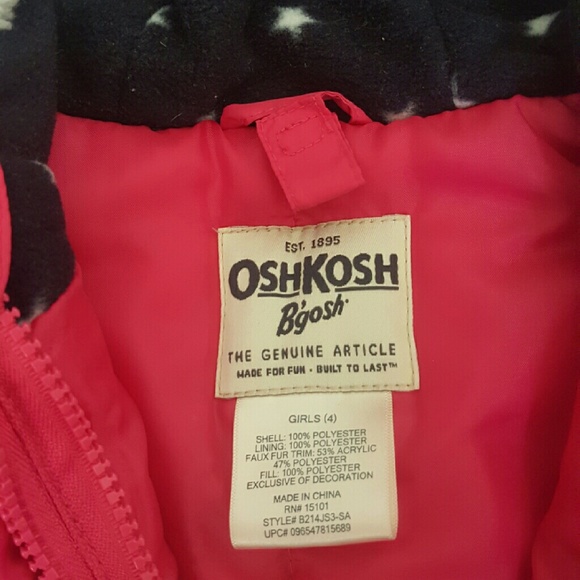 EST. 1895
OSHKOSH
B'gosh®
THE GENUINE ARTICLE
MADE FOR FUN • BUILT TO LAST™
GIRLS (4)
SHELL: 100% POLYESTER
LINING: 100% POLYESTER
FAUX FUR TRIM: 53% ACRYLIC
47% POLYESTER
FILL: 100% POLYESTER
EXCLUSIVE OF DECORATION
MADE IN CHINA
RN# 15101
STYLE# B214JS3-SA
UPC# 096547815689